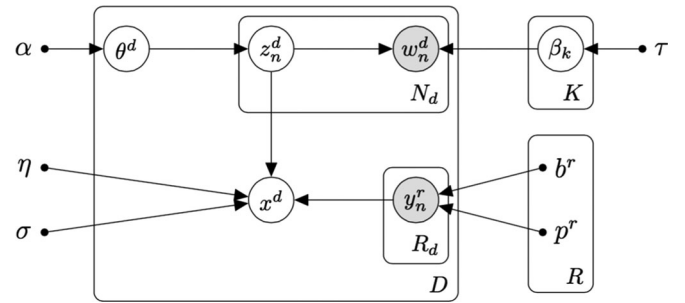 α θ^d z_n^d w_n^d β_k τ
N_d K
η b^r
x^d y_n^r
σ R_d p^r
D R